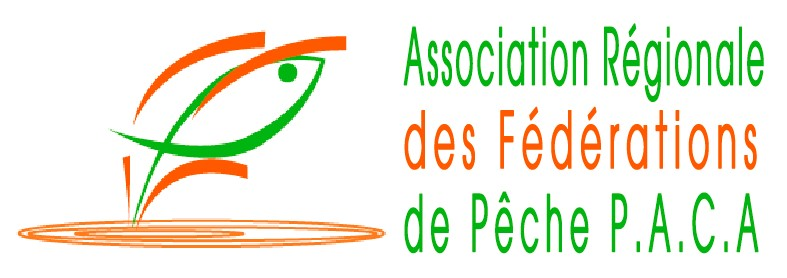 Association Régionale
des Fédérations
de Pêche P.A.C.A